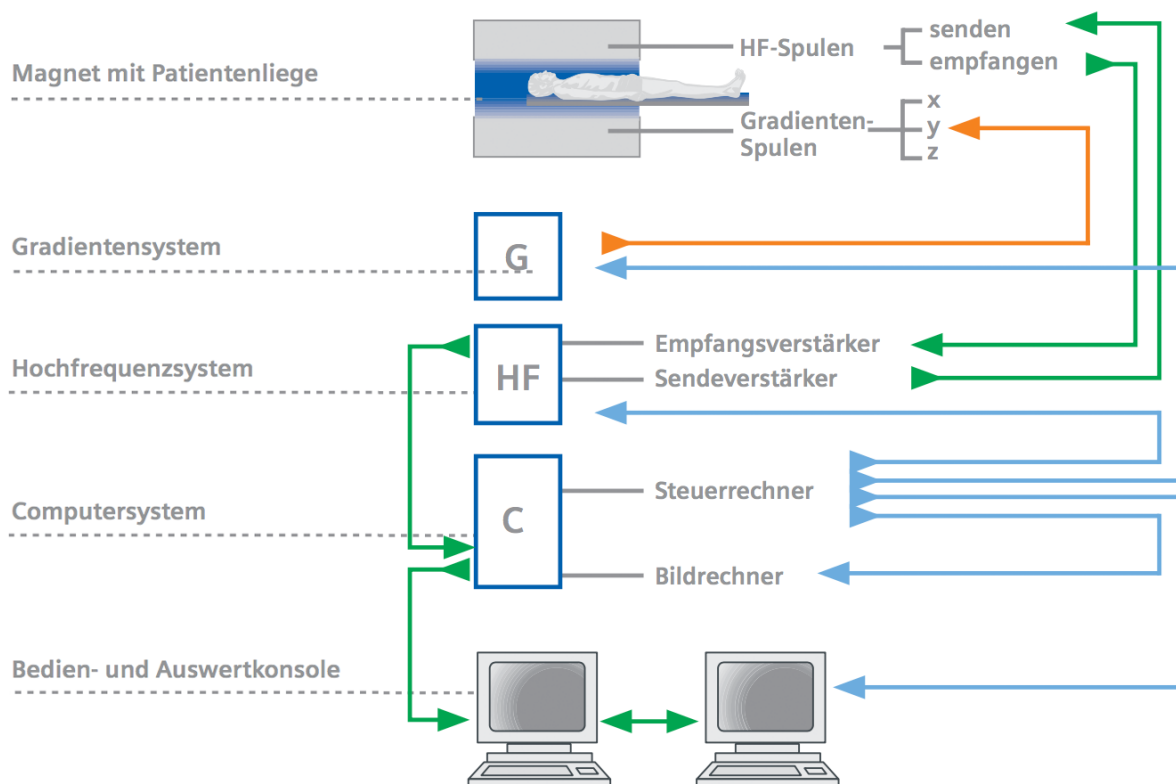 senden
HF-Spulen
empfangen
Magnet mit Patientenliege
x
Gradienten-
y
Spulen
z
Gradientensystem
G
Empfangsverstärker
Hochfrequenzsystem
HF
Sendeverstärker
Steuerrechner
Computersystem
C
Bildrechner
Bedien- und Auswertkonsole